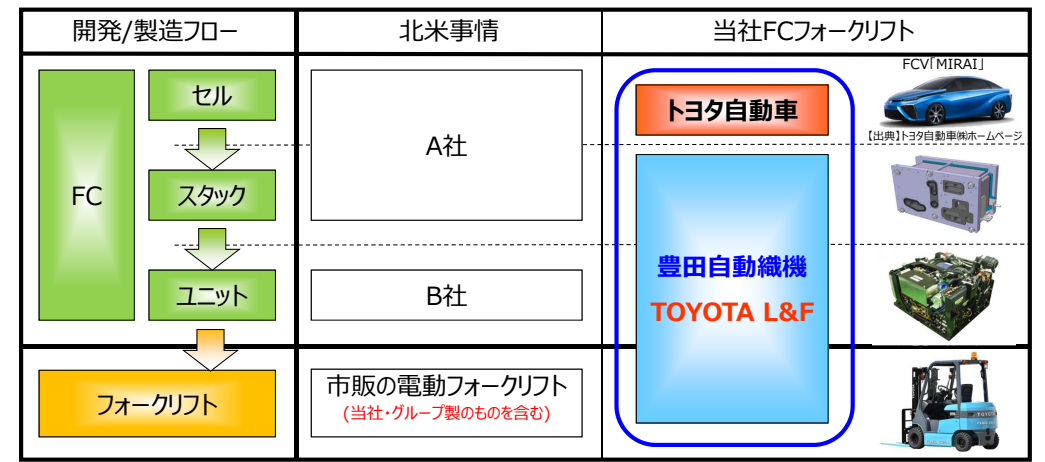 開発/製造フロー
北米事情
当社FCフォークリフト
FC
セル
スタック
ユニット
フォークリフト
A社
B社
市販の電動フォークリフト
(当社・グループ製のものを含む)
トヨタ自動車
豊田自動織機
TOYOTA L&F
FCV「MIRAI」
【出典】トヨタ自動車㈱ホームページ
TOYOTA